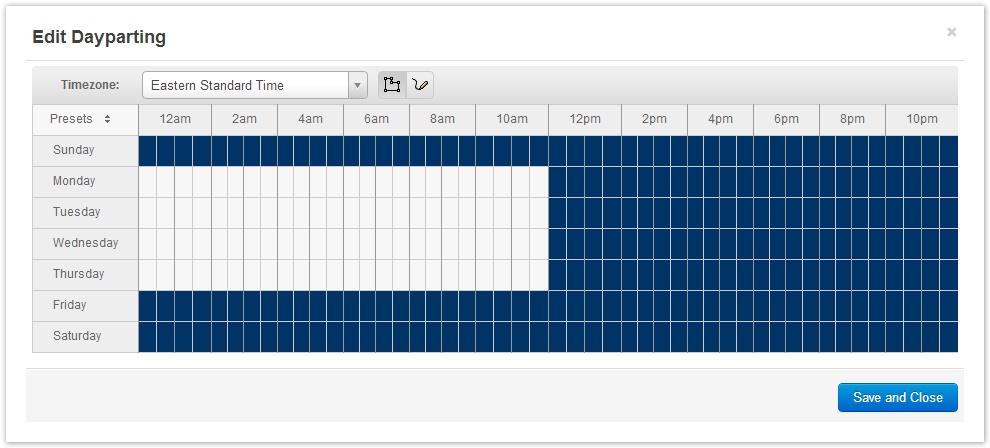 Edit Dayparting ×
Timezone: Eastern Standard Time
Presets 12am 2am 4am 6am 8am 10am 12pm 2pm 4pm 6pm 8pm 10pm
Sunday
Monday
Tuesday
Wednesday
Thursday
Friday
Saturday
Save and Close